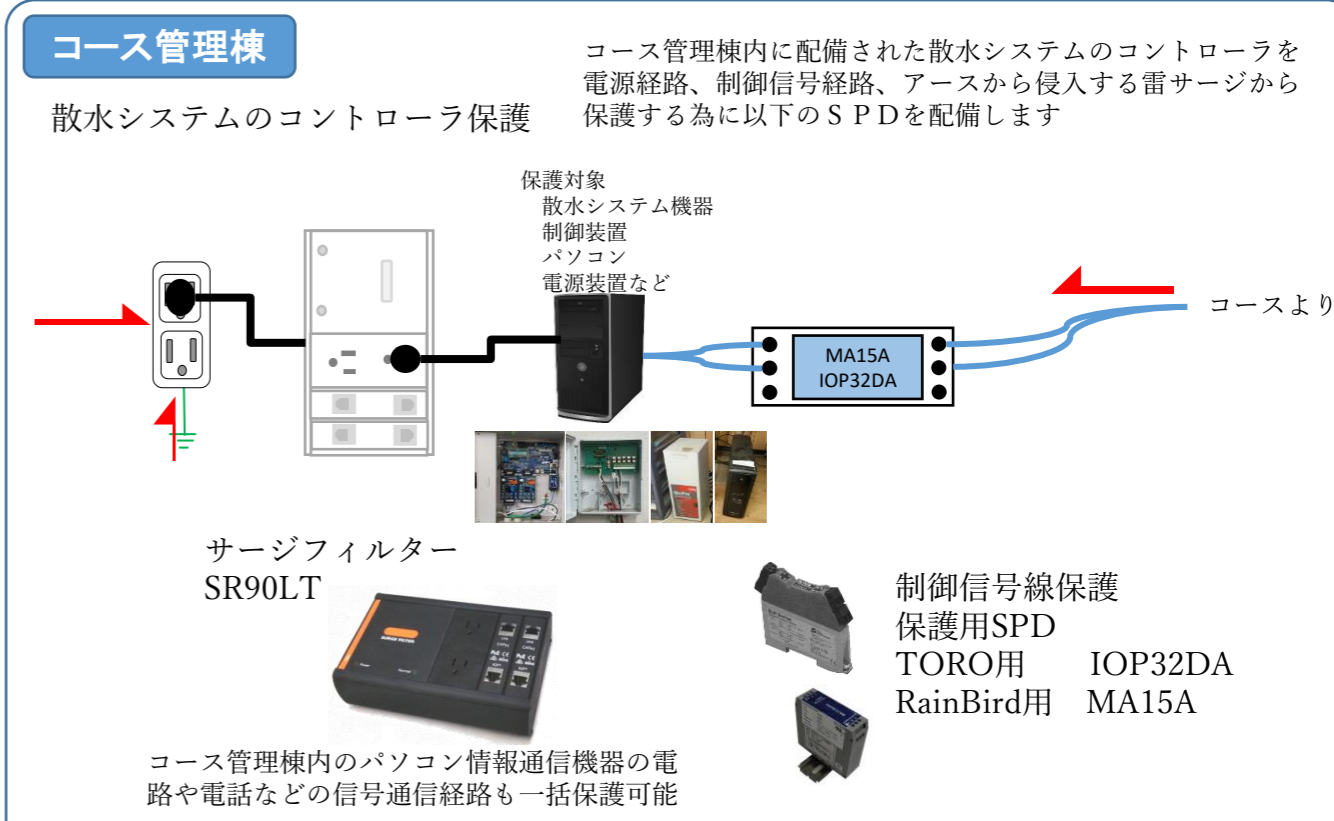 コース管理棟
コース管理棟内に配備された散水システムのコントローラを
電源経路、制御信号経路、アースから侵入する雷サージから
保護する為に以下のＳＰＤを配備します
散水システムのコントローラ保護
保護対象
散水システム機器
制御装置
パソコン
電源装置など
コースより
MA15A
IOP32DA
サージフィルター
SR90LT
SURGE FILTER
制御信号線保護
保護用SPD
TORO用　　IOP32DA
RainBird用　MA15A
コース管理棟内のパソコン情報通信機器の電
路や電話などの信号通信経路も一括保護可能